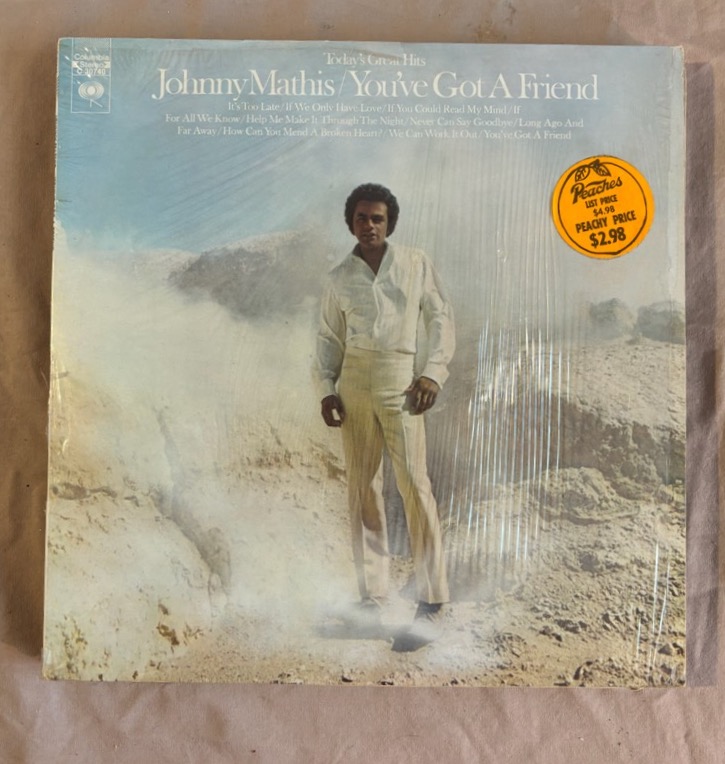 Columbia
Stereo
C 30740
Today's Great Hits
Johnny Mathis/You've Got A Friend
It's Too Late/If We Only Have Love/If You Could Read My Mind/If
For All We Know/Help Me Make It Through The Night/Never Can Say Goodbye/Long Ago And
Far Away/How Can You Mend A Broken Heart?/We Can Work It Out/You've Got A Friend
Peaches
LIST PRICE
$4.98
PEACHY PRICE
$2.98